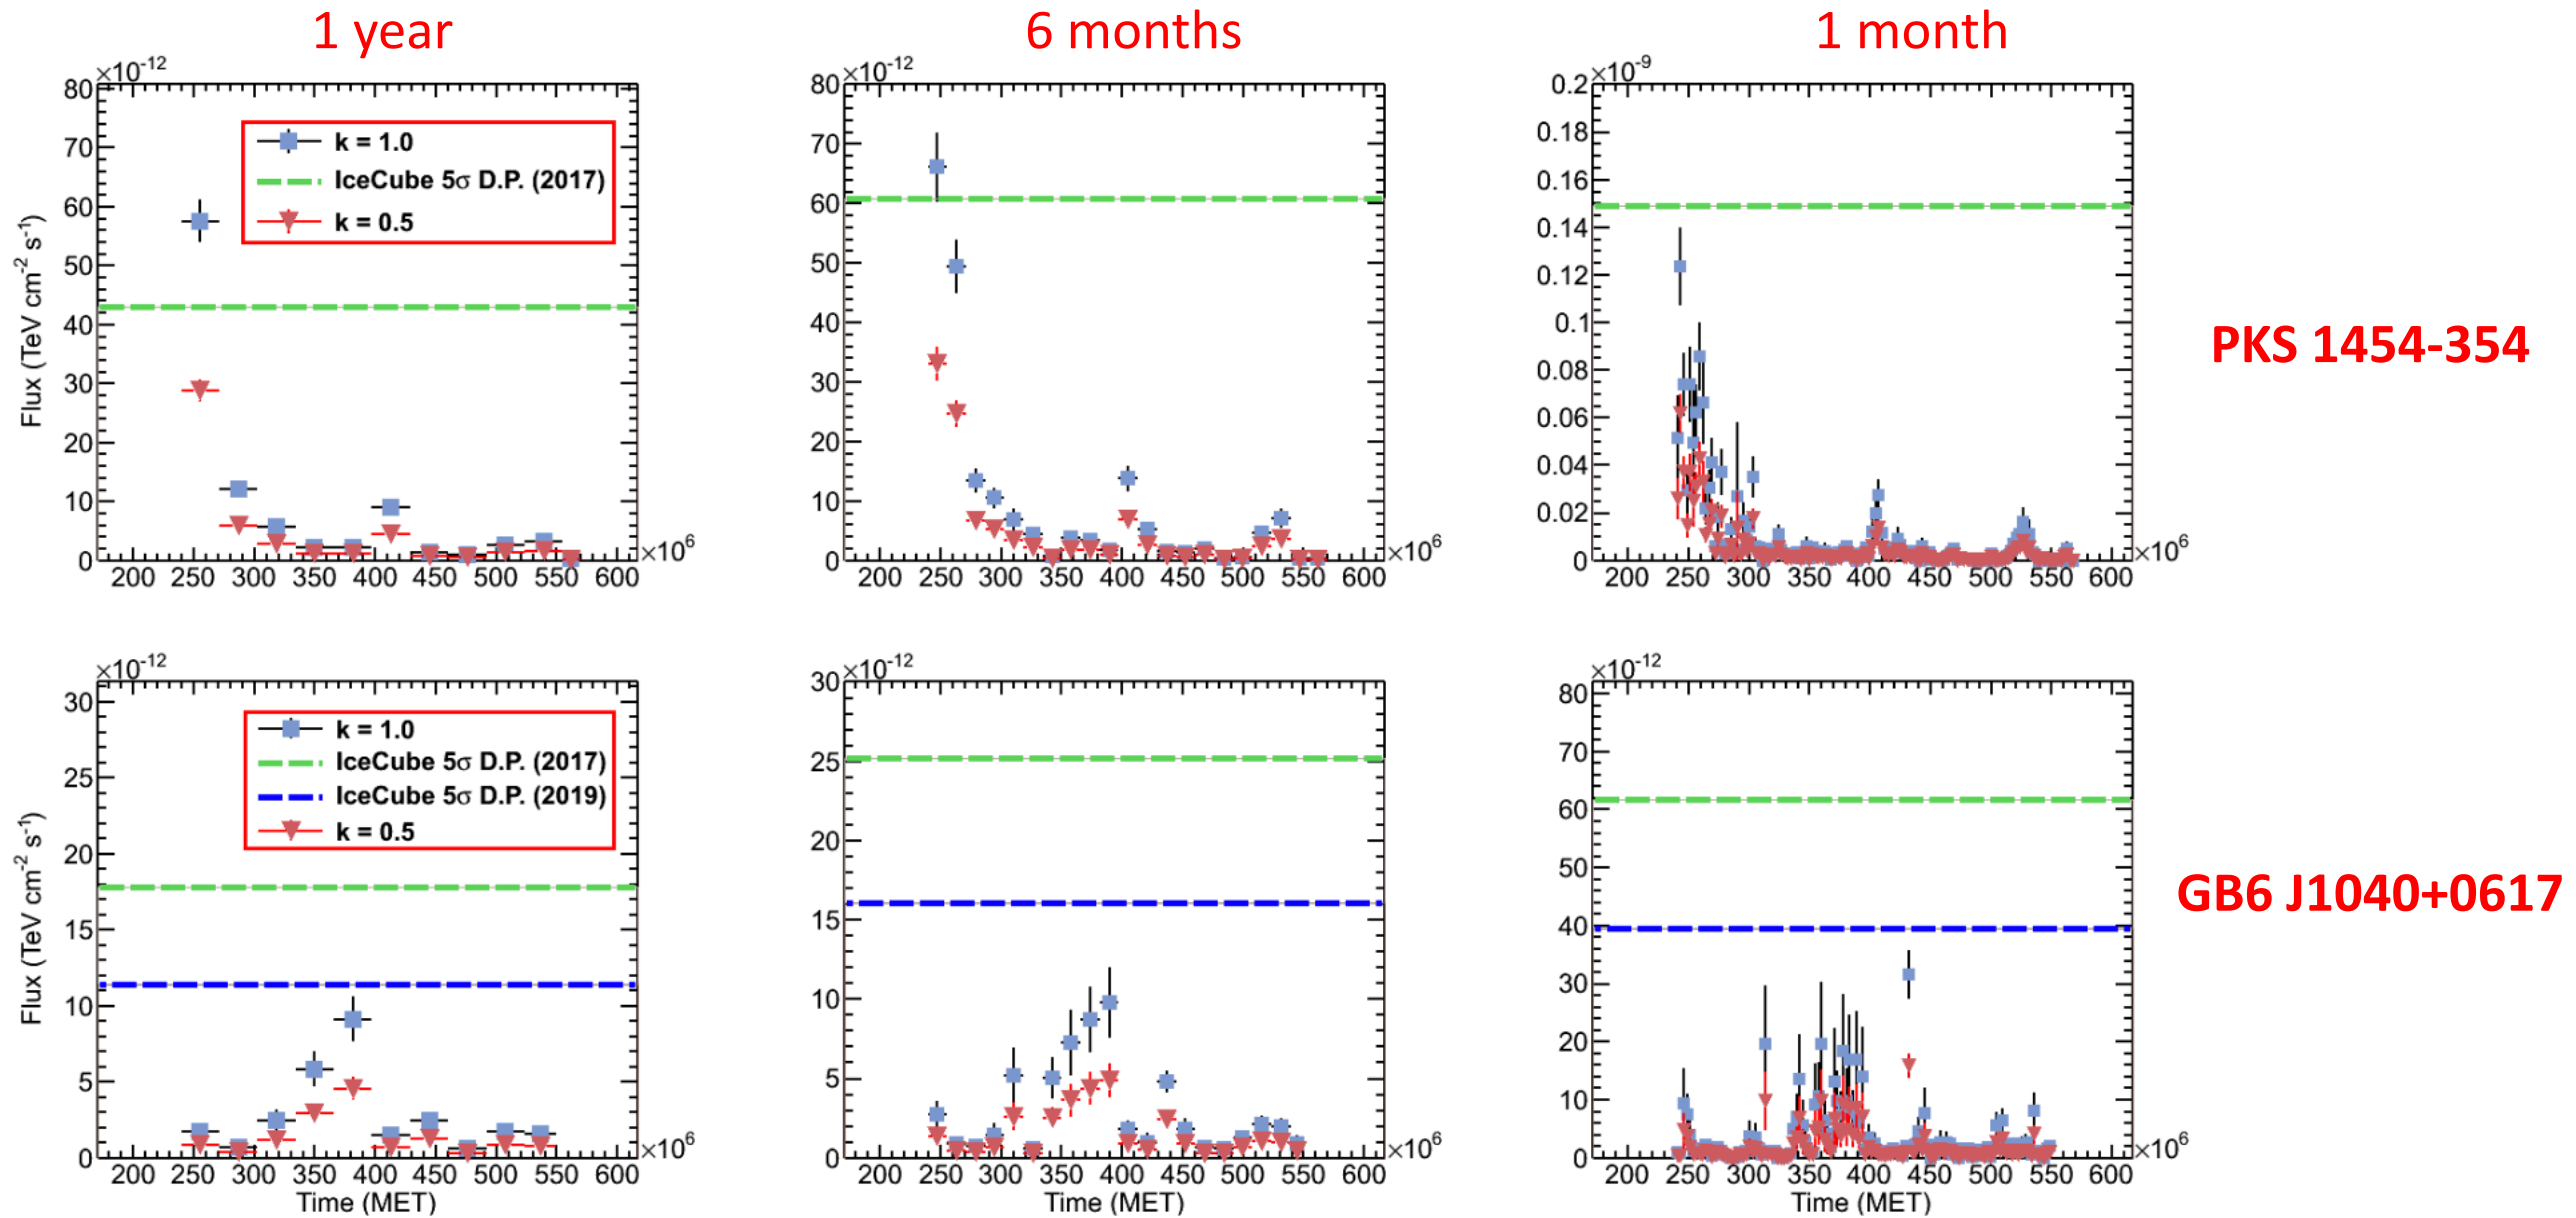 1 year
6 months
1 month
×10-12
80
70
60
50
40
30
20
10
0
Flux (TeV cm-2 s-1)
k = 1.0
IceCube 5σ D.P. (2017)
k = 0.5
200 250 300 350 400 450 500 550 600
×106
×10-12
80
70
60
50
40
30
20
10
0
200 250 300 350 400 450 500 550 600
×106
×10-9
0.2
0.18
0.16
0.14
0.12
0.1
0.08
0.06
0.04
0.02
0
200 250 300 350 400 450 500 550 600
×106
PKS 1454-354
×10-12
30
25
20
15
10
5
0
Flux (TeV cm-2 s-1)
k = 1.0
IceCube 5σ D.P. (2017)
IceCube 5σ D.P. (2019)
k = 0.5
200 250 300 350 400 450 500 550 600
×106
Time (MET)
×10-12
30
25
20
15
10
5
0
200 250 300 350 400 450 500 550 600
×106
Time (MET)
×10-12
80
70
60
50
40
30
20
10
0
200 250 300 350 400 450 500 550 600
×106
Time (MET)
GB6 J1040+0617